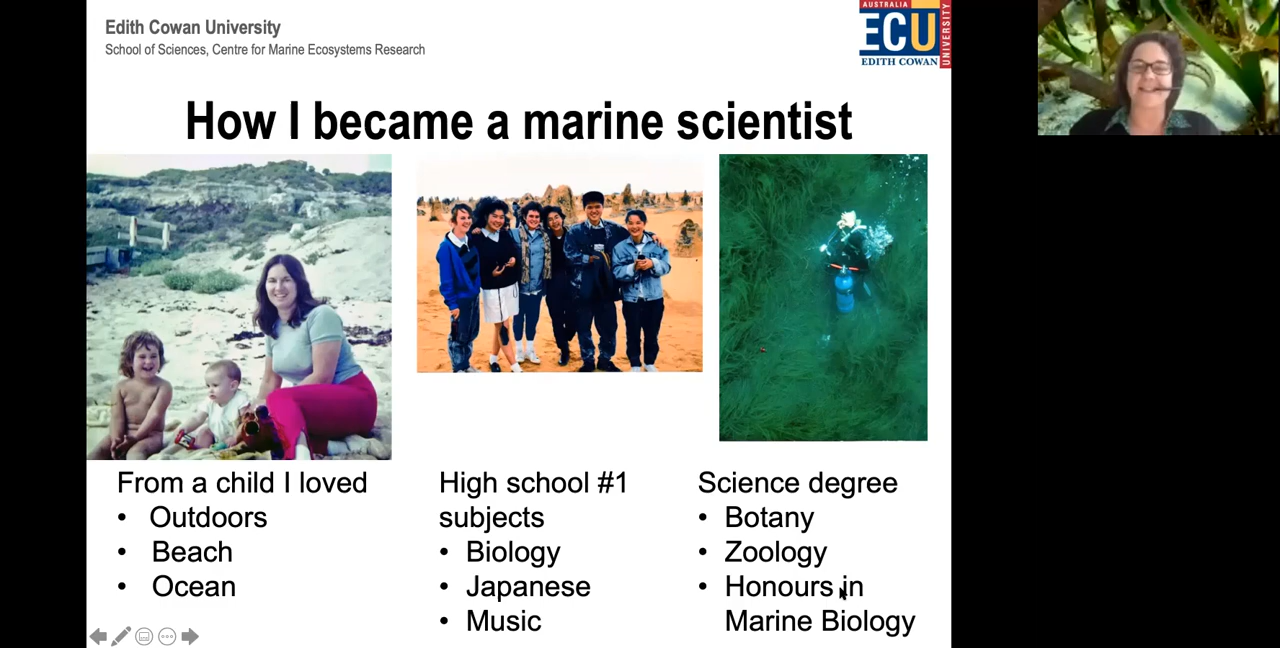 Edith Cowan University
School of Sciences, Centre for Marine Ecosystems Research
AUSTRALIA
ECU
EDITH COWAN
UNIVERSITY
How I became a marine scientist
From a child I loved
• Outdoors
• Beach
• Ocean
High school #1
subjects
• Biology
• Japanese
• Music
Science degree
• Botany
• Zoology
• Honours in
Marine Biology